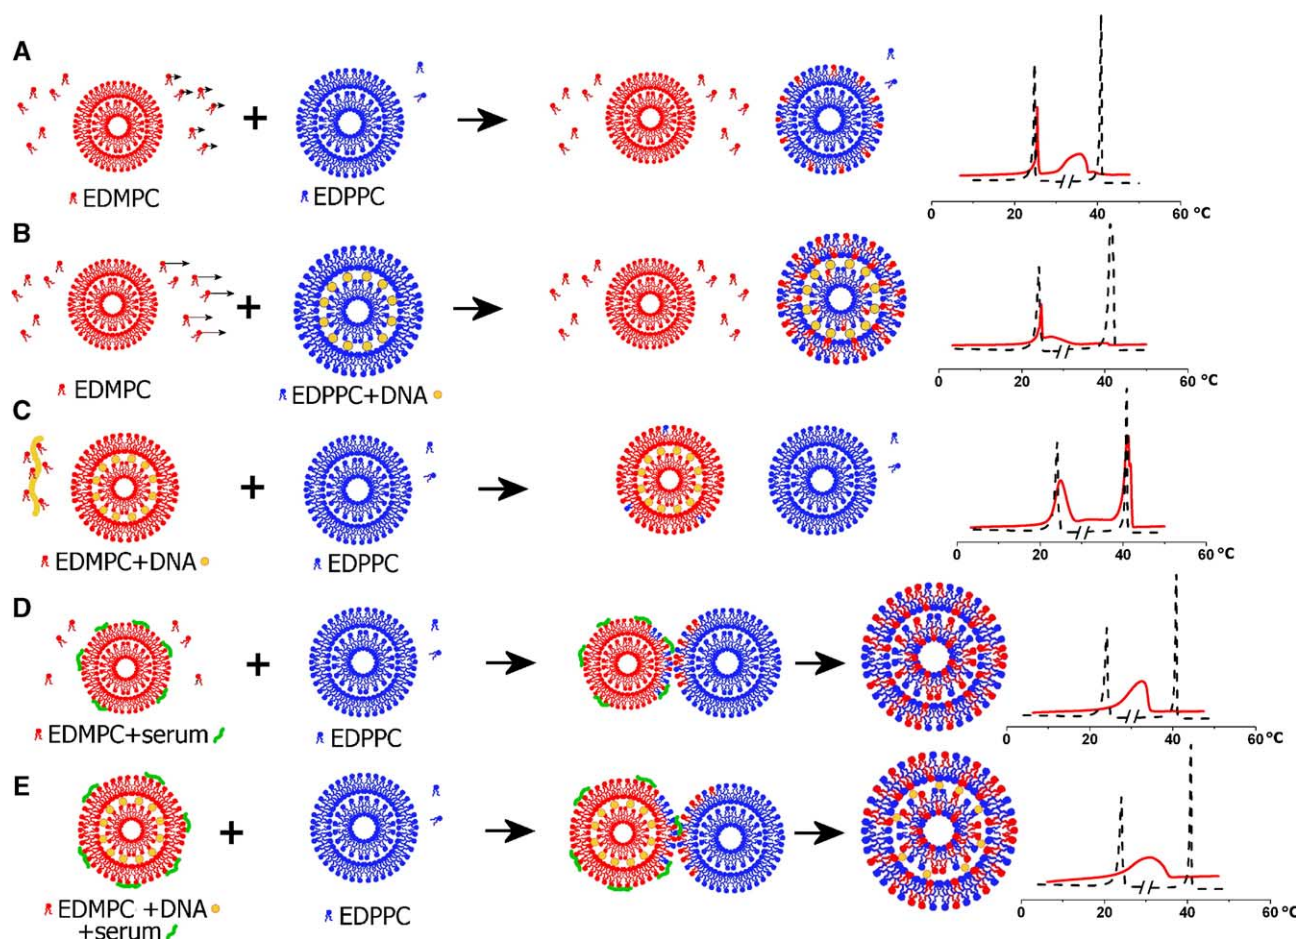 A
EDMPC
+
EDPPC
0 20 40 60 °C
B
EDMPC
+
EDPPC+DNA
0 20 40 60 °C
C
EDMPC+DNA
+
EDPPC
0 20 40 60 °C
D
EDMPC+serum
+
EDPPC
0 20 40 60 °C
E
EDMPC +DNA
+serum
+
EDPPC
0 20 40 60 °C